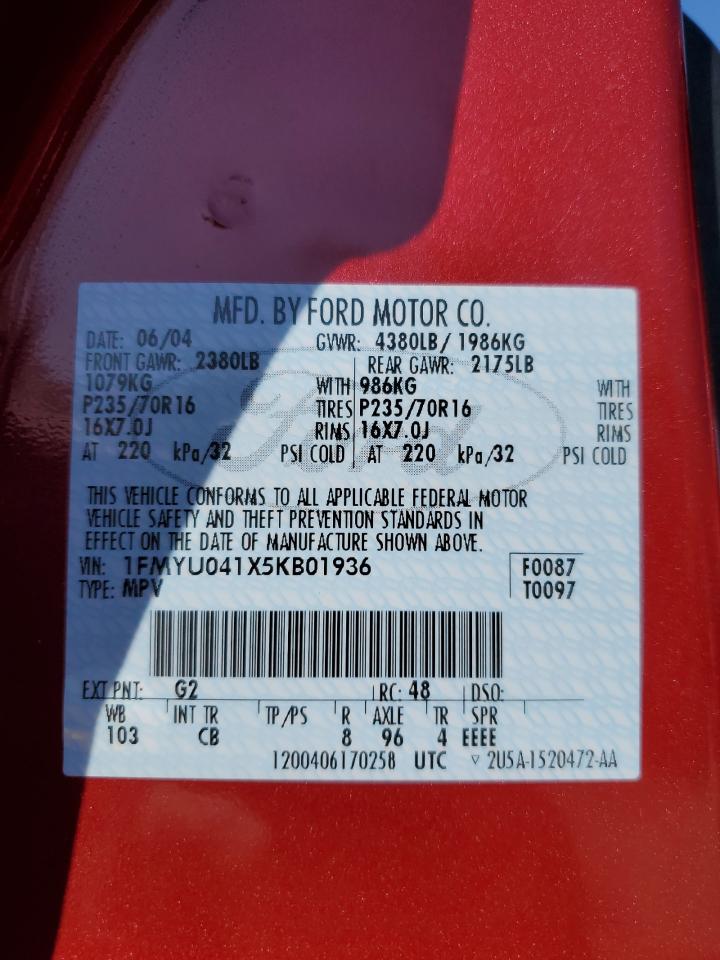 MFD. BY FORD MOTOR CO.
DATE: 06/04 GVWR: 4380LB/ 1986KG
FRONT GAWR: 2380LB REAR GAWR: 2175LB
1079KG WITH 986KG WITH
P235/70R16 TIRES P235/70R16 TIRES
16X7.0J RIMS 16X7.0J RIMS
AT 220 kPa/32 PSI COLD AT 220 kPa/32 PSI COLD
Ford
THIS VEHICLE CONFORMS TO ALL APPLICABLE FEDERAL MOTOR
VEHICLE SAFETY AND THEFT PREVENTION STANDARDS IN
EFFECT ON THE DATE OF MANUFACTURE SHOWN ABOVE.
VIN: 1FMYU041X5KB01936 F0087
TYPE: MPV T0097
EXT PNT: G2 RC: 48 DSO:
WB INT TR TP/PS R AXLE TR SPR
103 CB 8 96 4 EEEE
1200406170258 UTC ▽ 2U5A-1520472-AA